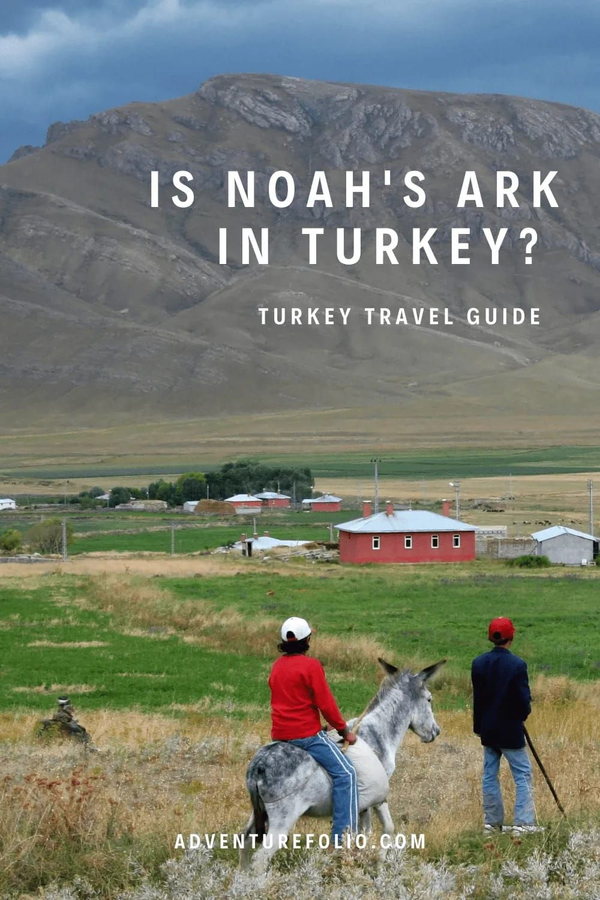 IS NOAH'S ARK
IN TURKEY?
TURKEY TRAVEL GUIDE
ADVENTUREFOLIO.COM